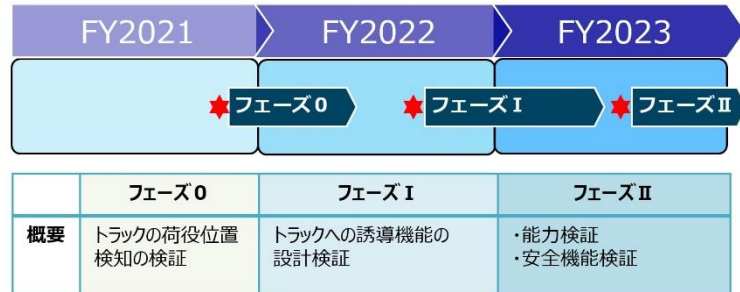 FY2021 FY2022 FY2023
フェーズ0 フェーズⅠ フェーズⅡ
フェーズ0 フェーズⅠ フェーズⅡ
概要 トラックの荷役位置 トラックへの誘導機能の ・能力検証
検知の検証 設計検証 ・安全機能検証